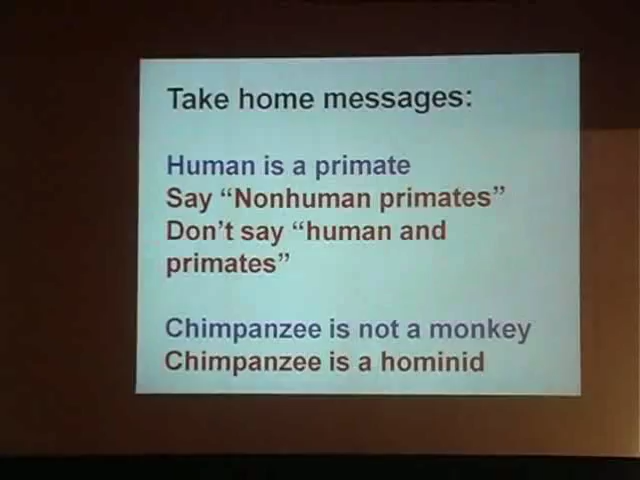 Take home messages:
Human is a primate
Say “Nonhuman primates”
Don’t say “human and
primates”
Chimpanzee is not a monkey
Chimpanzee is a hominid